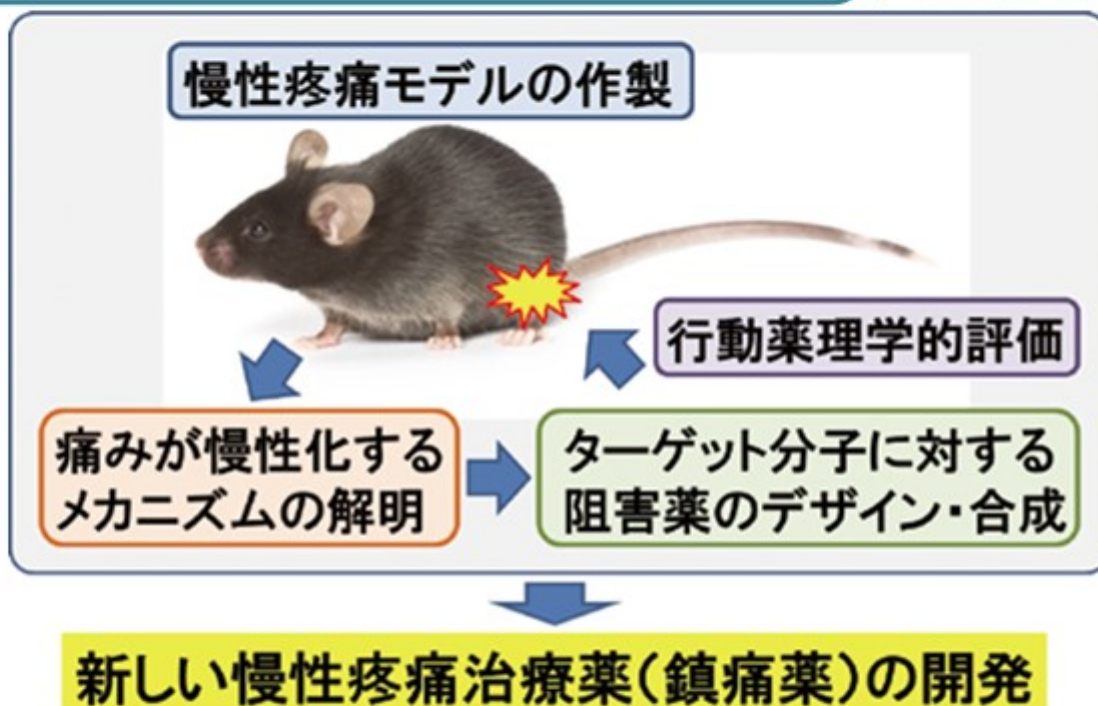 慢性疼痛モデルの作製
行動薬理学的評価
痛みが慢性化する
メカニズムの解明
ターゲット分子に対する
阻害薬のデザイン・合成
新しい慢性疼痛治療薬(鎮痛薬)の開発